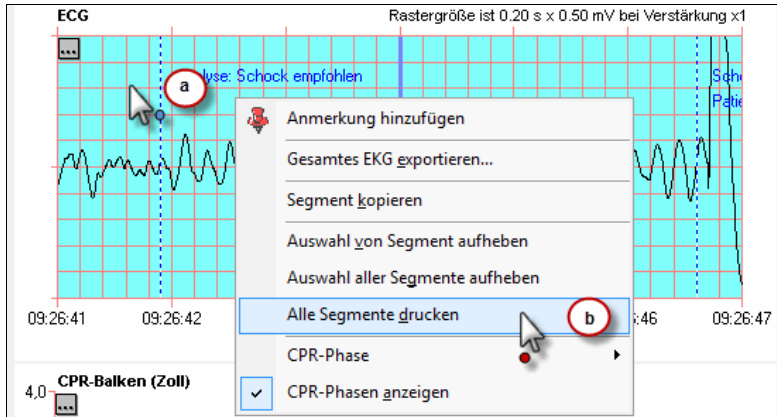 ECG
Rastergröße ist 0.20 s x 0.50 mV bei Verstärkung x1
...
a
Schock empfohlen
Anmerkung hinzufügen
Gesamtes EKG exportieren...
Segment kopieren
Auswahl von Segment aufheben
Auswahl aller Segmente aufheben
Alle Segmente drucken
b
CPR-Phase
CPR-Phasen anzeigen
09:26:41
09:26:42
:46
09:26:47
CPR-Balken (Zoll)
4,0
...